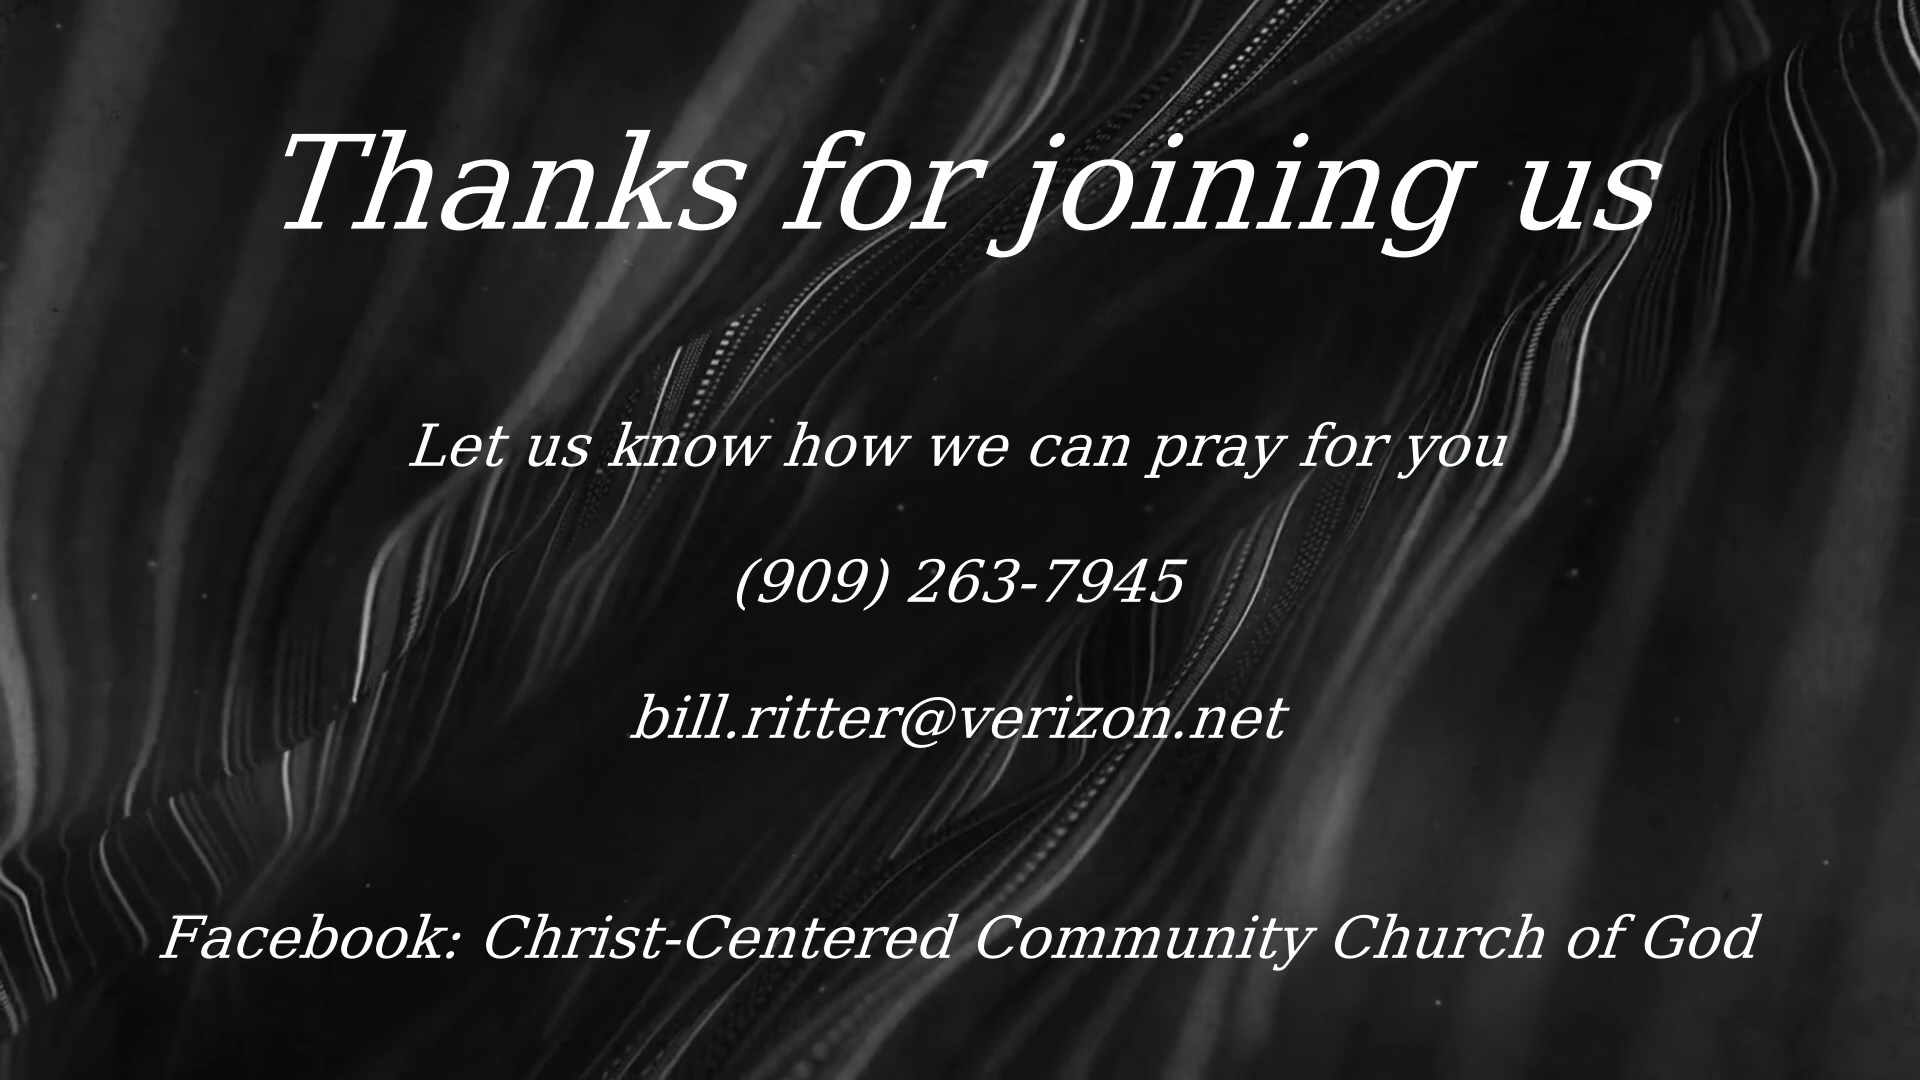 Thanks for joining us
Let us know how we can pray for you
(909) 263-7945
bill.ritter@verizon.net
Facebook: Christ-Centered Community Church of God